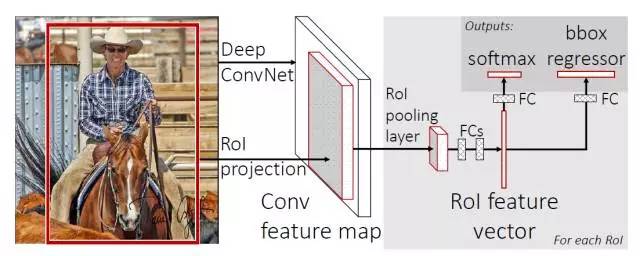 Deep
ConvNet
RoI
projection
Conv
feature map
RoI
pooling
layer
FCs
Outputs:
softmax
bbox
regressor
FC
FC
RoI feature
vector
For each RoI